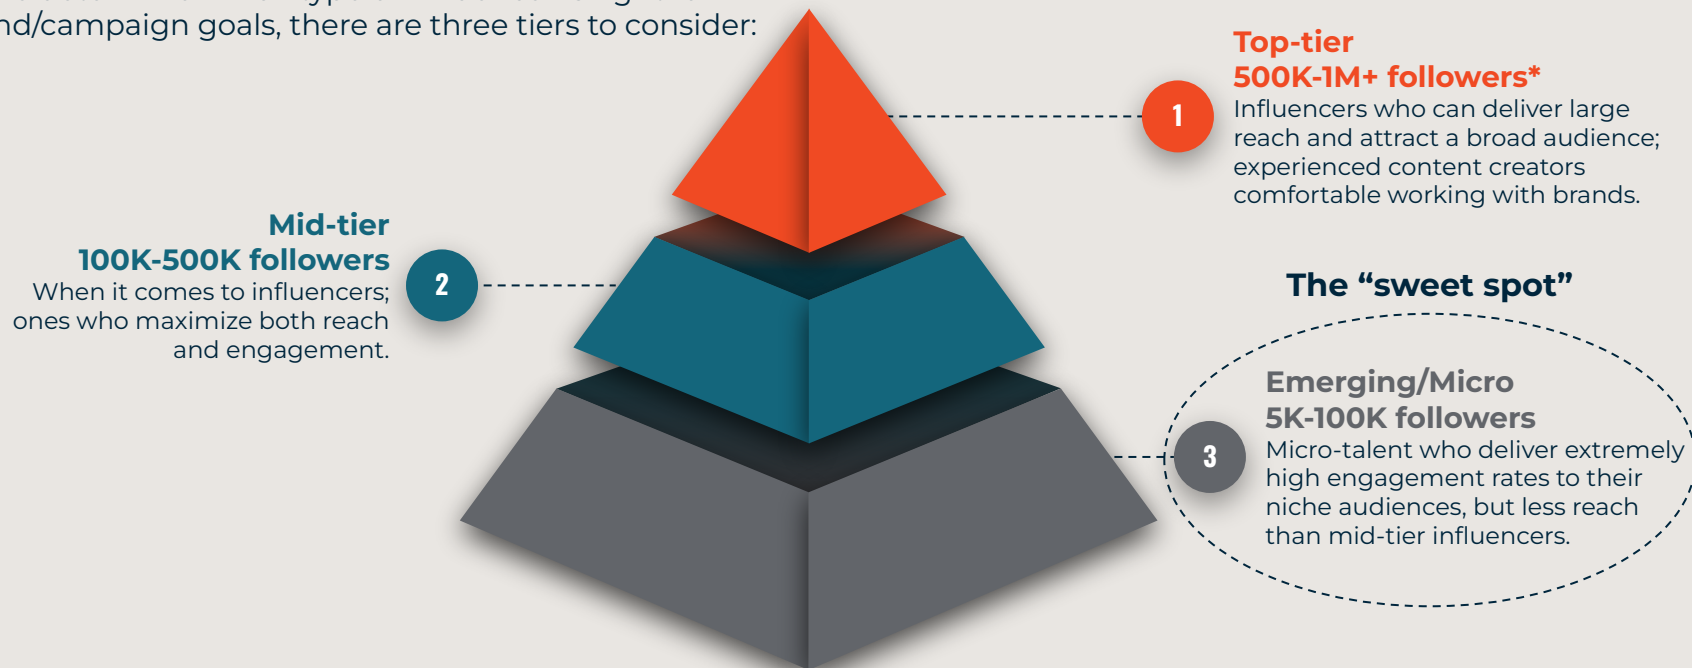 nd/campaign goals, there are three tiers to consider:
Top-tier
500K-1M+ followers*
1
Influencers who can deliver large
reach and attract a broad audience;
experienced content creators
comfortable working with brands.
Mid-tier
100K-500K followers
2
When it comes to influencers;
ones who maximize both reach
and engagement.
The “sweet spot”
Emerging/Micro
5K-100K followers
3
Micro-talent who deliver extremely
high engagement rates to their
niche audiences, but less reach
than mid-tier influencers.